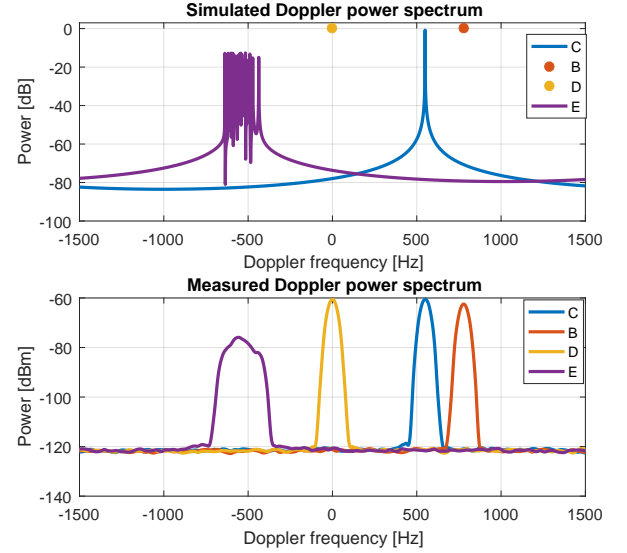 Simulated Doppler power spectrum
Power [dB]
0
-20
-40
-60
-80
-100
C
B
D
E
-1500 -1000 -500 0 500 1000 1500
Doppler frequency [Hz]
Measured Doppler power spectrum
Power [dBm]
-60
-80
-100
-120
-140
C
B
D
E
-1500 -1000 -500 0 500 1000 1500
Doppler frequency [Hz]